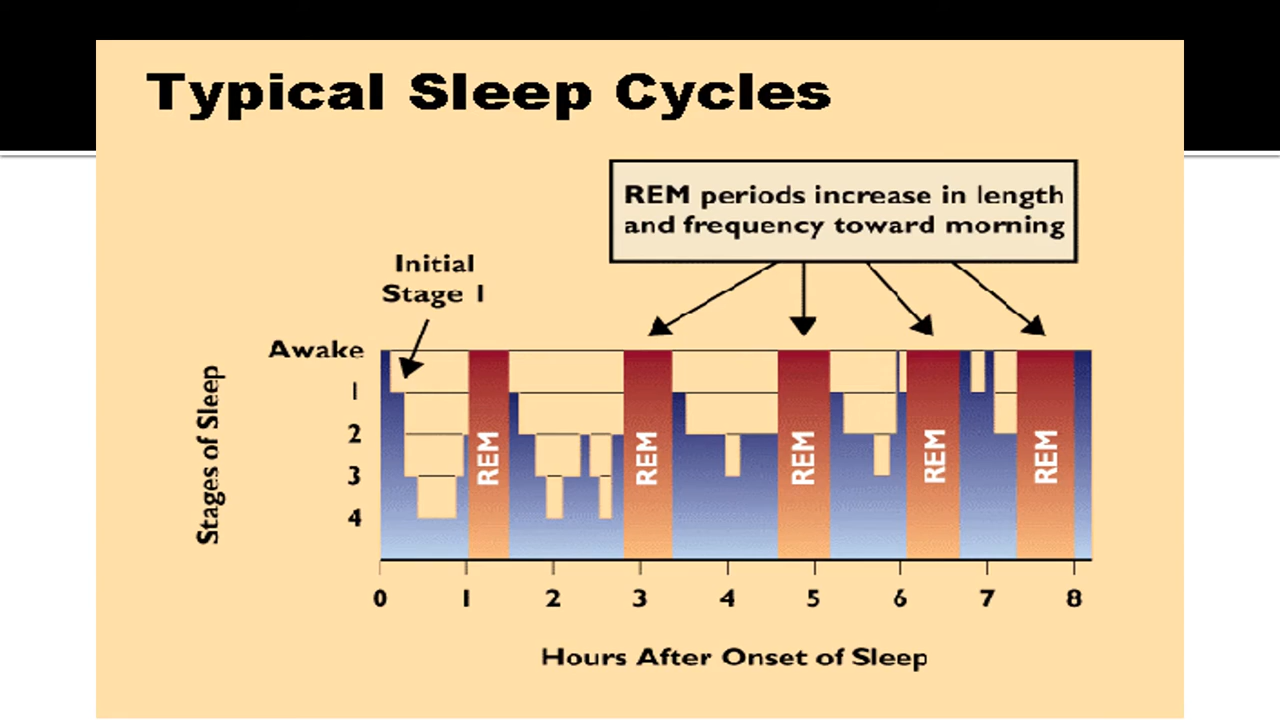 Typical Sleep Cycles
REM periods increase in length
and frequency toward morning
Initial
Stage 1
Awake
1
2
3
4
Stages of Sleep
REM
REM
REM
REM
REM
0 1 2 3 4 5 6 7 8
Hours After Onset of Sleep